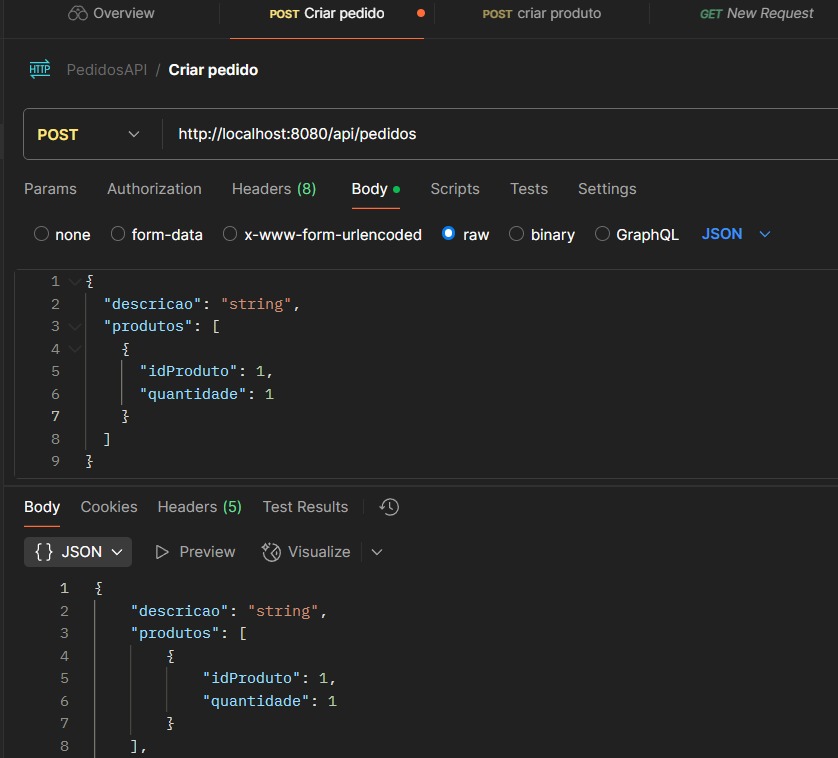 Overview POST Criar pedido POST criar produto GET New Request
HTTP PedidosAPI / Criar pedido
POST http://localhost:8080/api/pedidos
Params Authorization Headers (8) Body Scripts Tests Settings
none form-data x-www-form-urlencoded raw binary GraphQL JSON
1 {
2 "descricao": "string",
3 "produtos": [
4 {
5 "idProduto": 1,
6 "quantidade": 1
7 }
8 ]
9 }
Body Cookies Headers (5) Test Results
{} JSON Preview Visualize
1 {
2 "descricao": "string",
3 "produtos": [
4 {
5 "idProduto": 1,
6 "quantidade": 1
7 }
8 ],